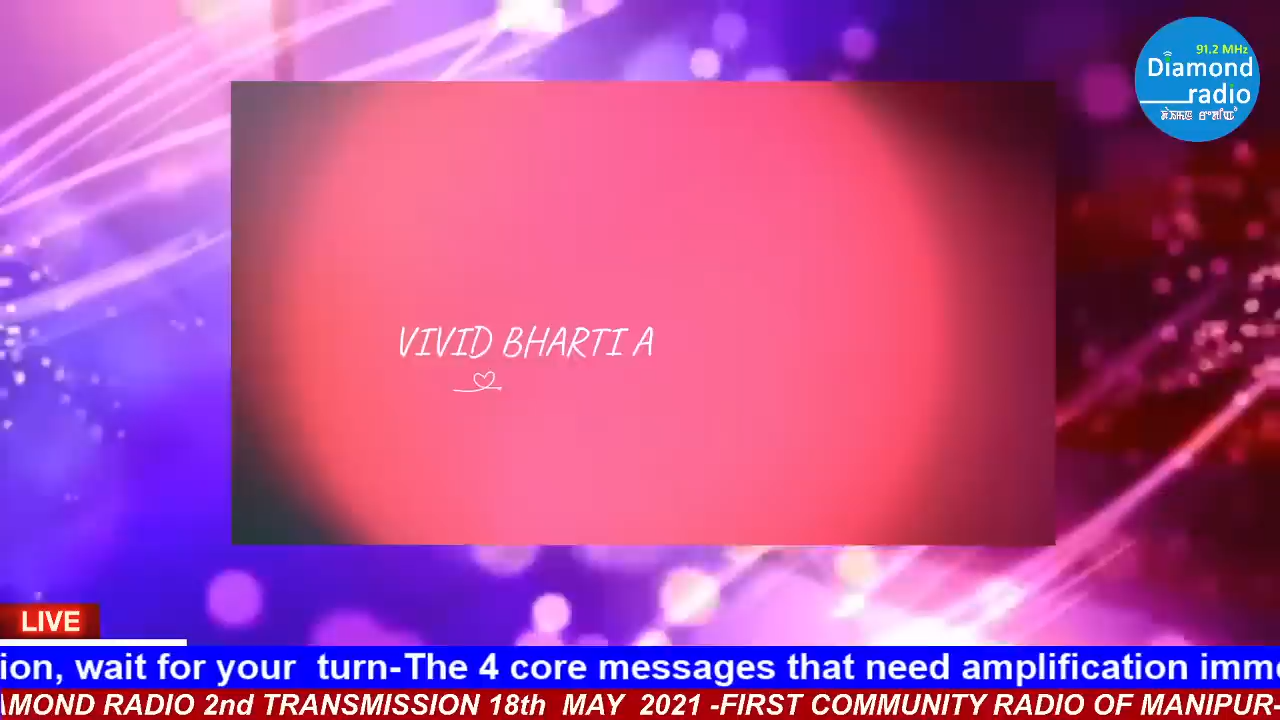 91.2 MHz
Diamond
radio
VIVID BHARTI A
LIVE
ion, wait for your turn-The 4 core messages that need amplification imme
AMOND RADIO 2nd TRANSMISSION 18th MAY 2021 -FIRST COMMUNITY RADIO OF MANIPUR-